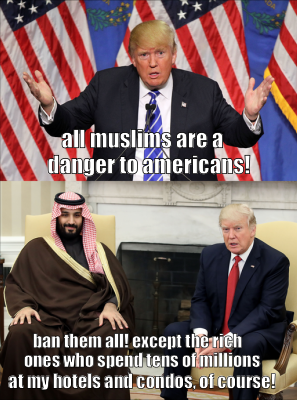 all muslims are a
danger to americans!
ban them all! except the rich
ones who spend tens of millions
at my hotels and condos, of course!